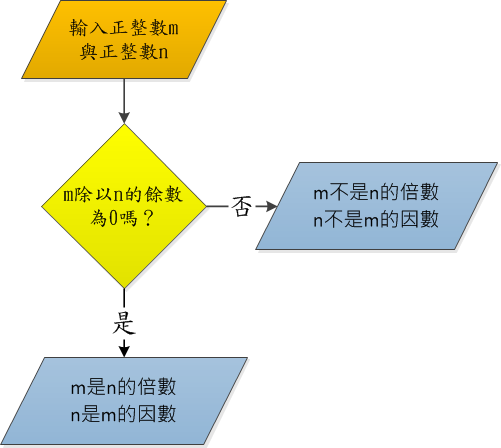 輸入正整數m
與正整數n
m除以n的餘數
為0嗎？
否
m不是n的倍數
n不是m的因數
是
m是n的倍數
n是m的因數